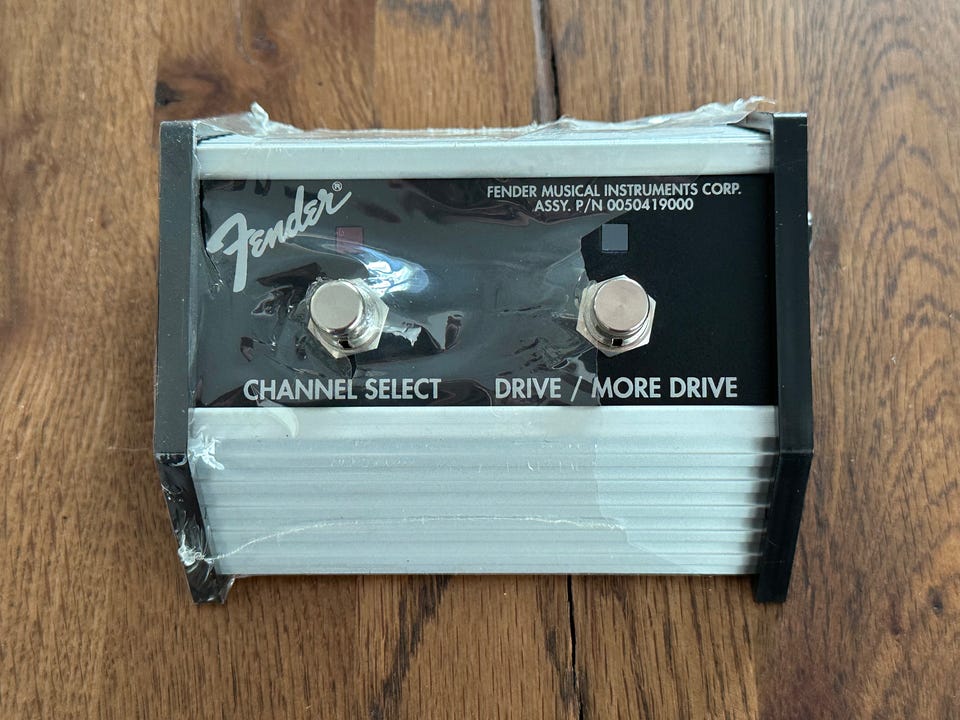 Fender®
FENDER MUSICAL INSTRUMENTS CORP.
ASSY. P/N 0050419000
CHANNEL SELECT
DRIVE / MORE DRIVE